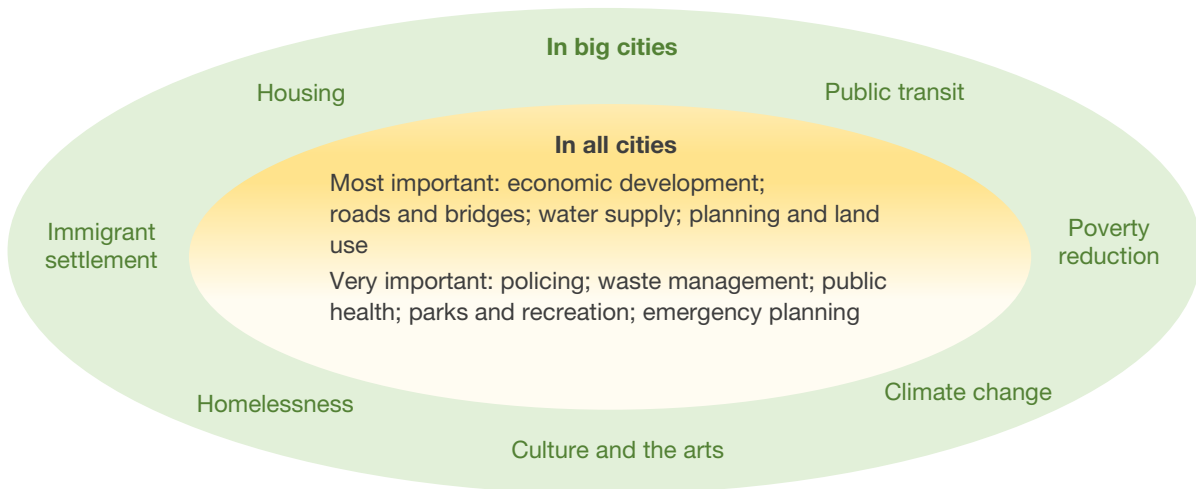 In big cities
Housing
Public transit
In all cities
Most important: economic development;
roads and bridges; water supply; planning and land
use
Very important: policing; waste management; public
health; parks and recreation; emergency planning
Immigrant
settlement
Poverty
reduction
Homelessness
Climate change
Culture and the arts